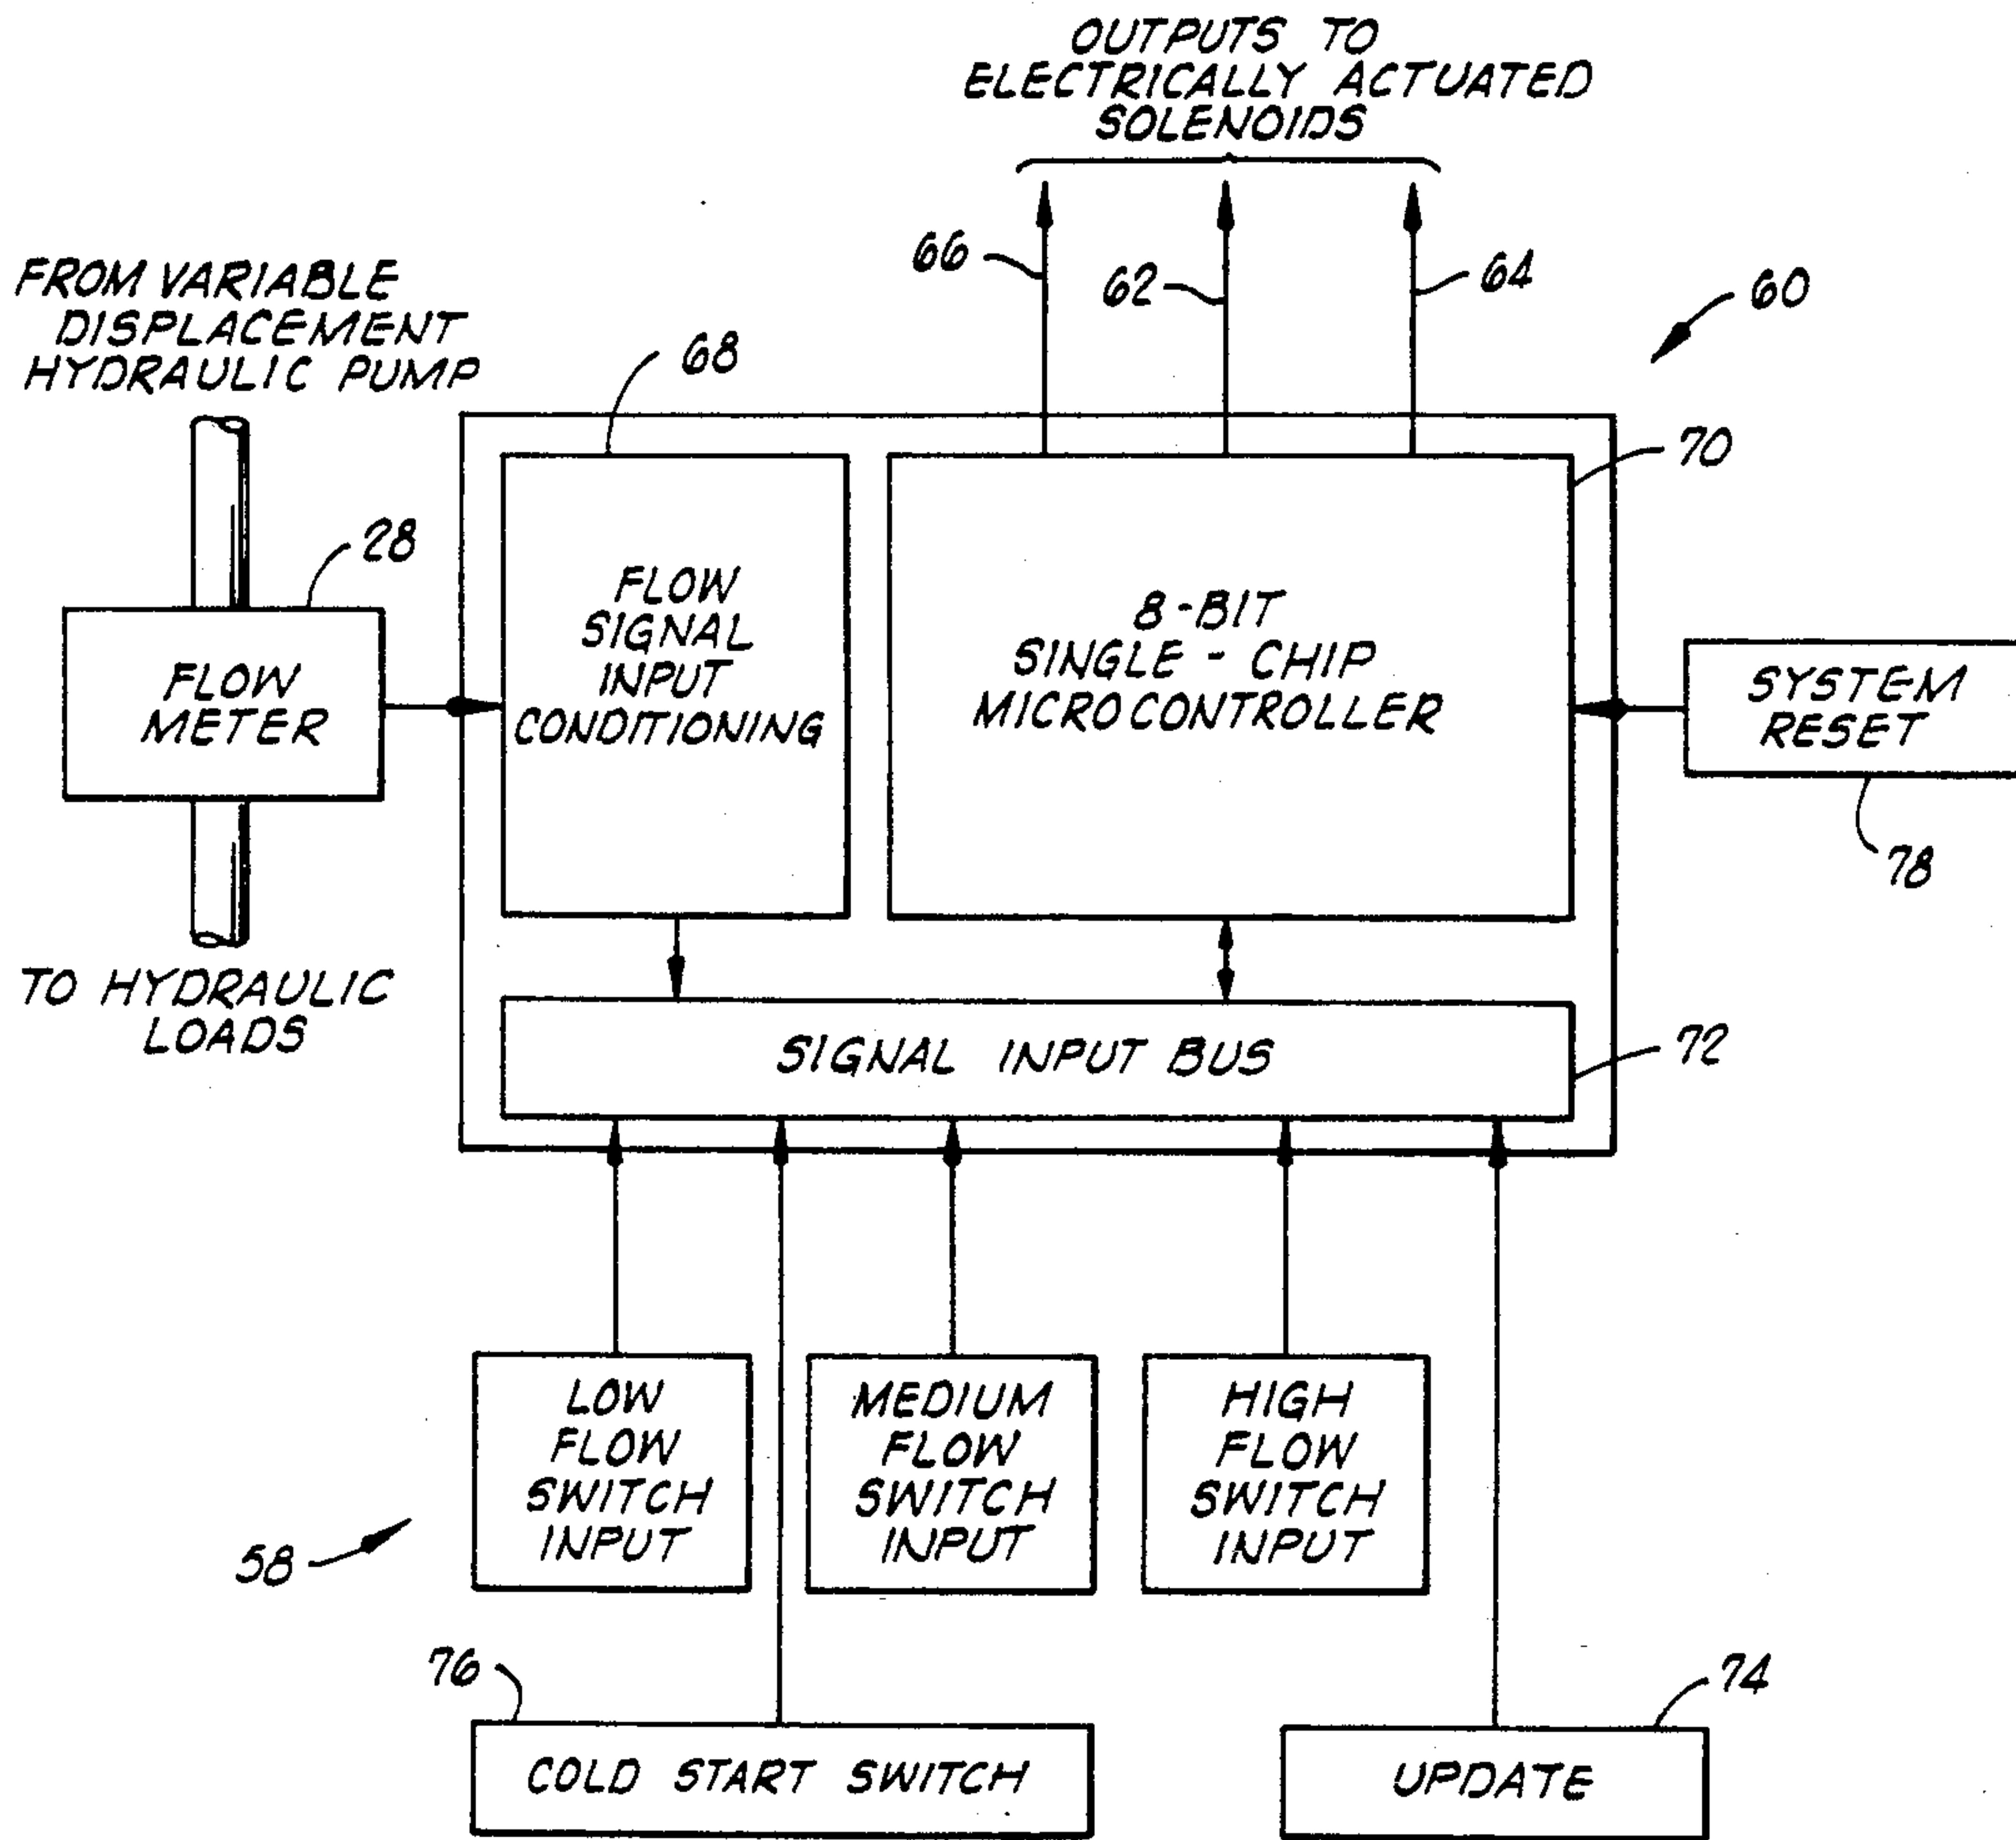 OUTPUTS TO
ELECTRICALLY ACTUATED
SOLENOIDS
66
62
64
60
FROM VARIABLE
DISPLACEMENT
HYDRAULIC PUMP
68
70
28
FLOW
METER
FLOW
SIGNAL
INPUT
CONDITIONING
8-BIT
SINGLE-CHIP
MICROCONTROLLER
SYSTEM
RESET
78
TO HYDRAULIC
LOADS
SIGNAL INPUT BUS
72
LOW
FLOW
SWITCH
INPUT
MEDIUM
FLOW
SWITCH
INPUT
HIGH
FLOW
SWITCH
INPUT
58
76
74
COLD START SWITCH
UPDATE